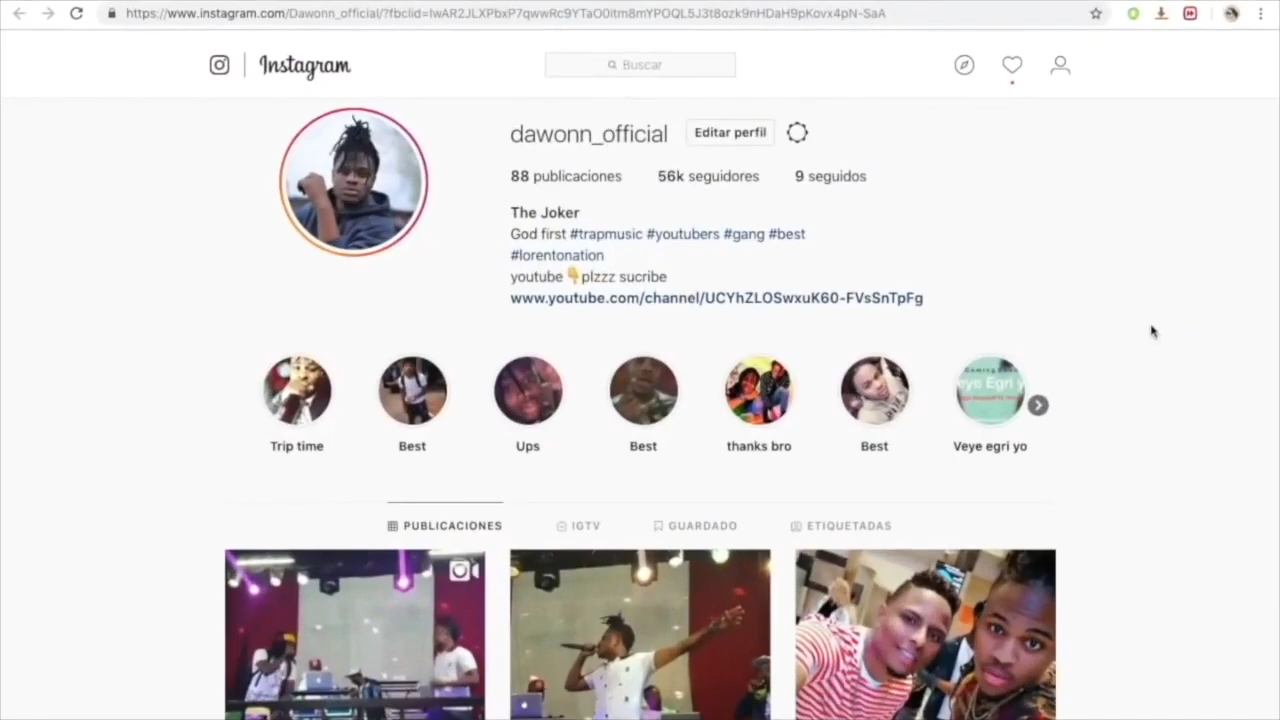 https://www.instagram.com/Dawonn_official/?fbclid=IwAR2JLXPbxP7qwwRc9YTaO0itm8mYPOQL5J3t8ozk9nHDaH9pKovx4pN-SaA
Instagram
Buscar
dawonn_official Editar perfil
88 publicaciones 56k seguidores 9 seguidos
The Joker
God first #trapmusic #youtubers #gang #best
#lorentonation
youtube 👇plzzz sucribe
www.youtube.com/channel/UCYhZLOSwxuK60-FVsSnTpFg
eye Egri y
Trip time Best Ups Best thanks bro Best Veye egri yo
PUBLICACIONES IGTV GUARDADO ETIQUETADAS